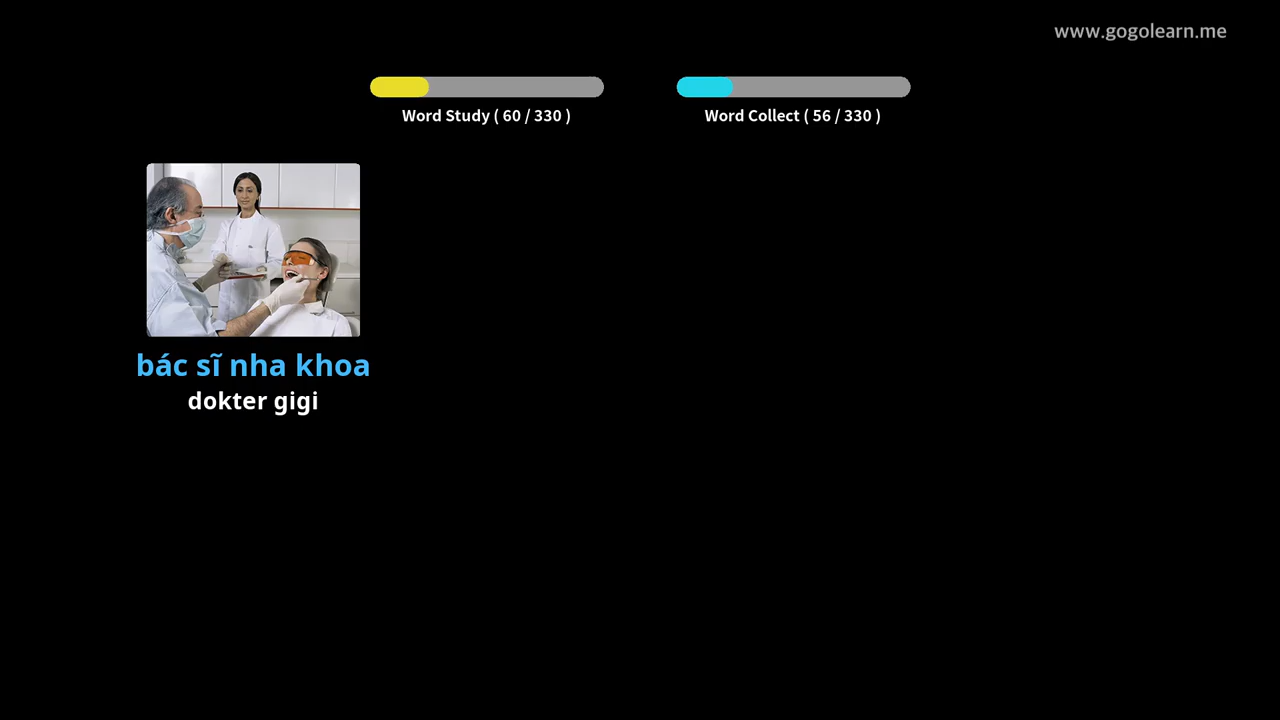 www.gogolearn.me
Word Study ( 60 / 330 )
Word Collect ( 56 / 330 )
bác sĩ nha khoa
dokter gigi